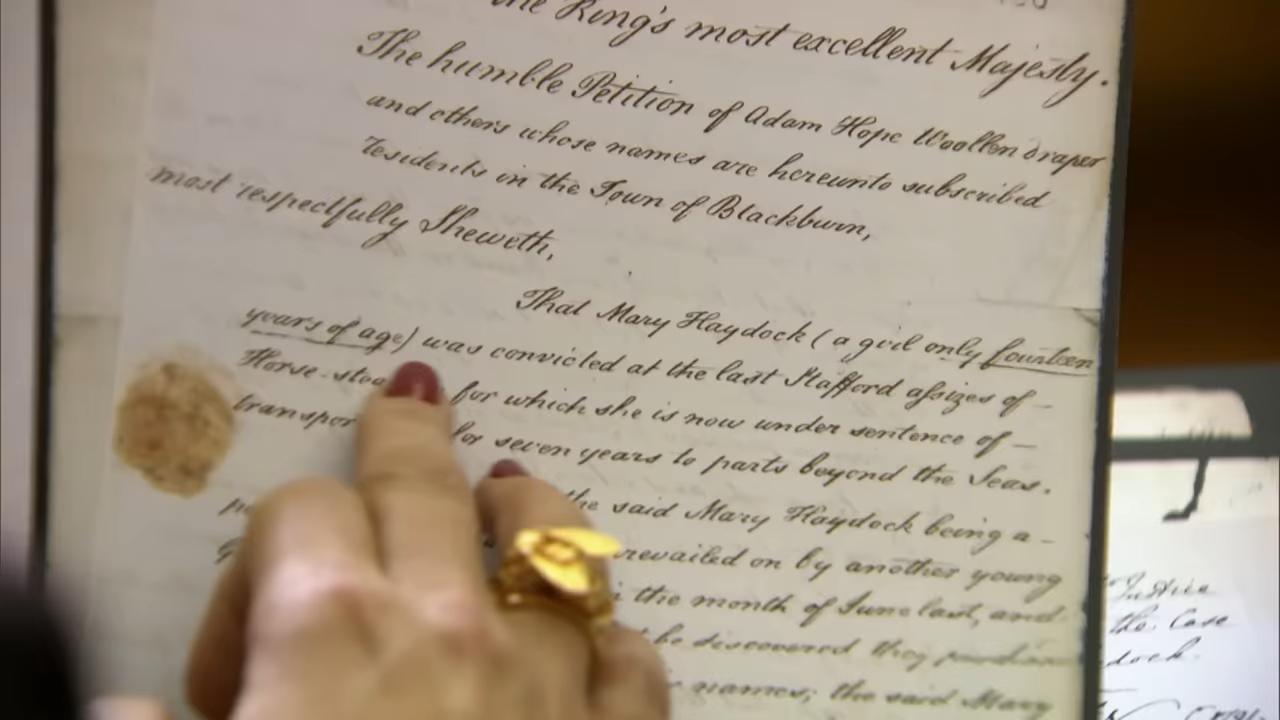 the King's most excellent Majesty.
The humble Petition of Adam Hope Woollen draper
and others whose names are hereunto subscribed
residents in the Town of Blackburn,
most respectfully Sheweth,
That Mary Haydock (a girl only fourteen
years of age) was convicted at the last Stafford assizes of —
Horse-stea for which she is now under sentence of —
transpor for seven years to parts beyond the Seas.
the said Mary Haydock being a -
revailed on by another young
the month of June last, and
be discovered they
names; the said Mary
Justice
the Case
dock.